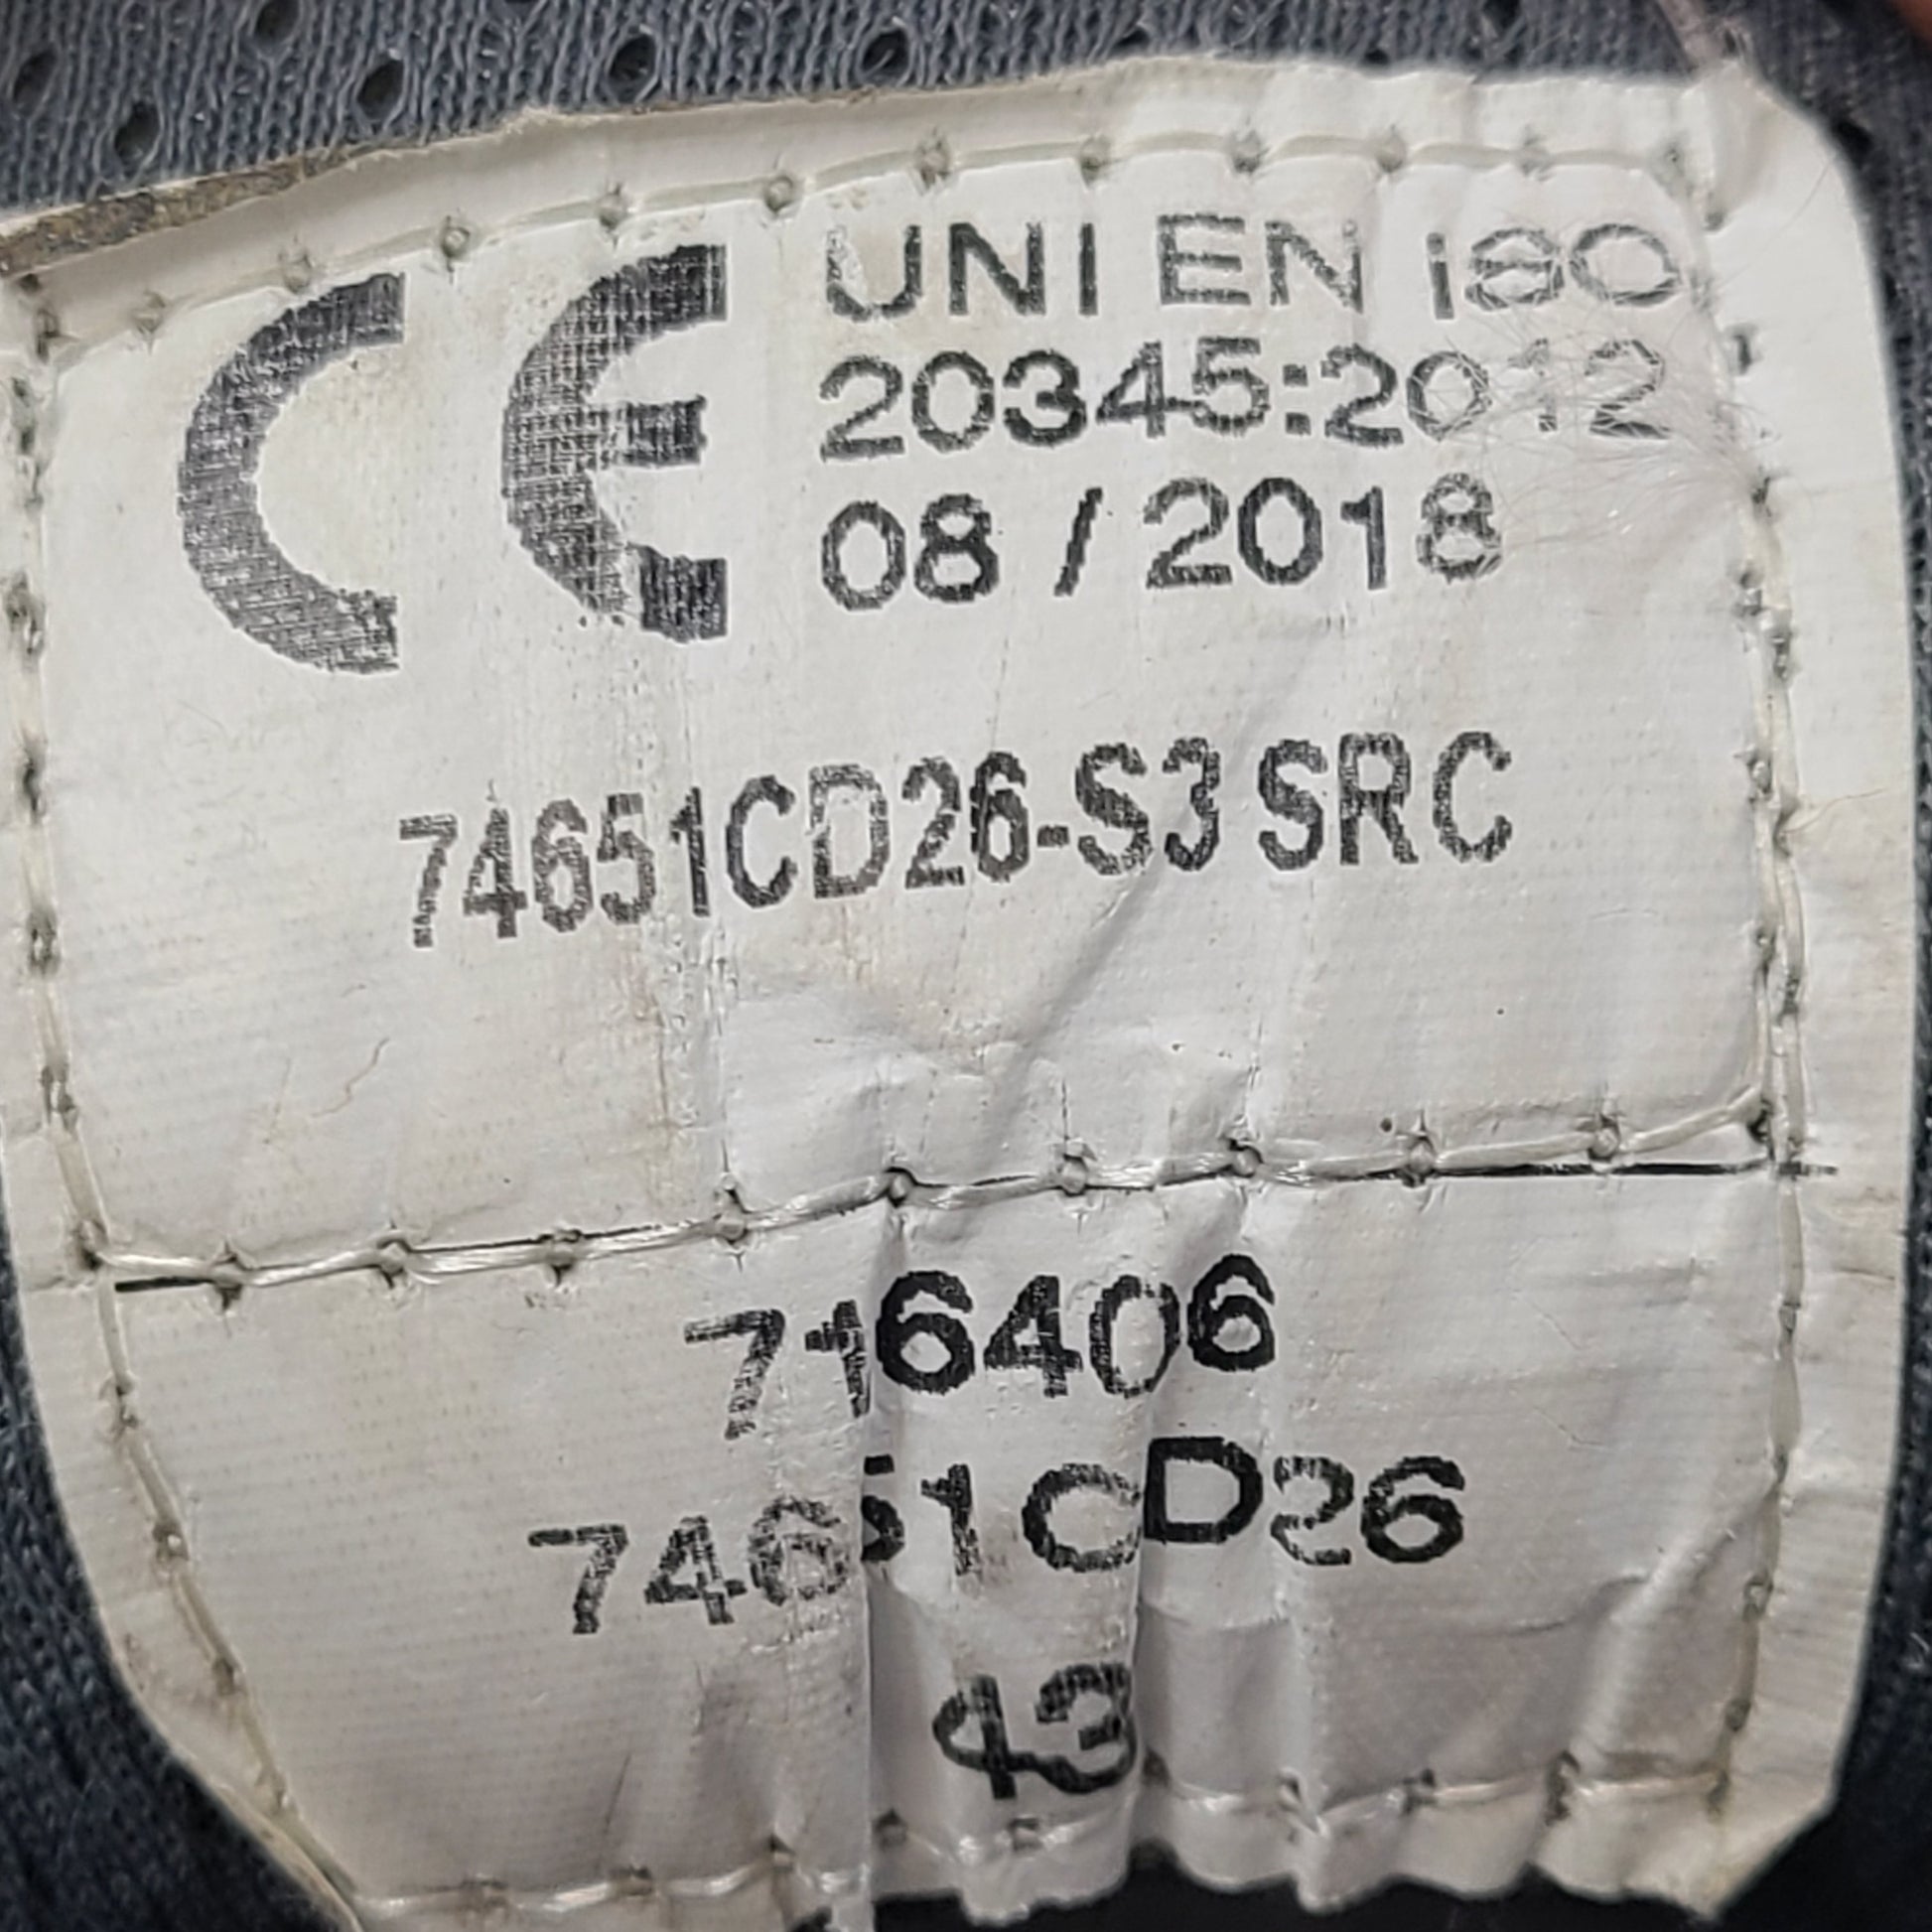 CE
UNI EN ISO
20345:2012
08 / 2018
74651CD26-S3 SRC
716406
74651CD26
43